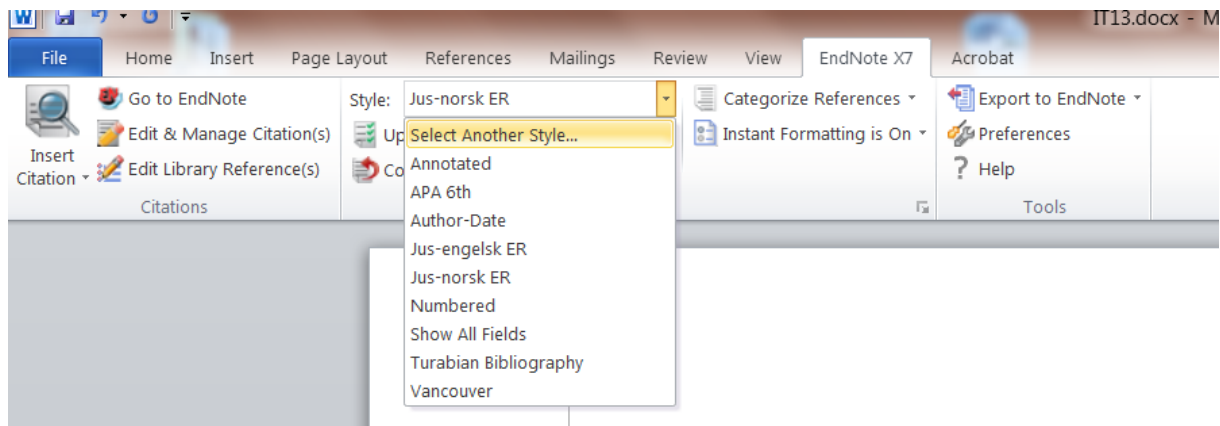 IT13.docx - M
File Home Insert Page Layout References Mailings Review View EndNote X7 Acrobat
Go to EndNote
Edit & Manage Citation(s)
Edit Library Reference(s)
Insert
Citation
Citations
Style: Jus-norsk ER
Up
Co
Select Another Style...
Annotated
APA 6th
Author-Date
Jus-engelsk ER
Jus-norsk ER
Numbered
Show All Fields
Turabian Bibliography
Vancouver
Categorize References
Instant Formatting is On
Export to EndNote
Preferences
? Help
Tools